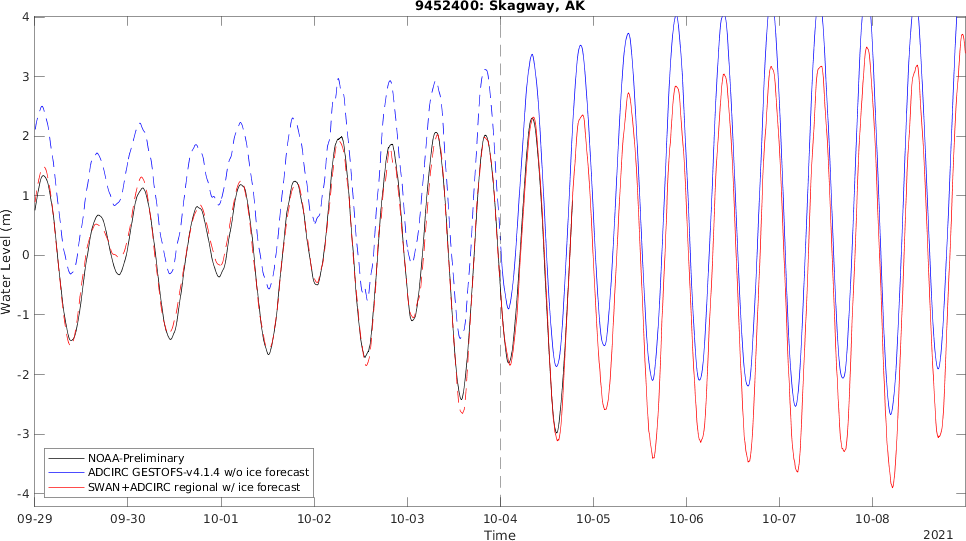 9452400: Skagway, AK
4
3
2
1
0
-1
-2
-3
-4
Water Level (m)
NOAA-Preliminary
ADCIRC GESTOFS-v4.1.4 w/o ice forecast
SWAN+ADCIRC regional w/ ice forecast
09-29 09-30 10-01 10-02 10-03 10-04 10-05 10-06 10-07 10-08
Time 2021